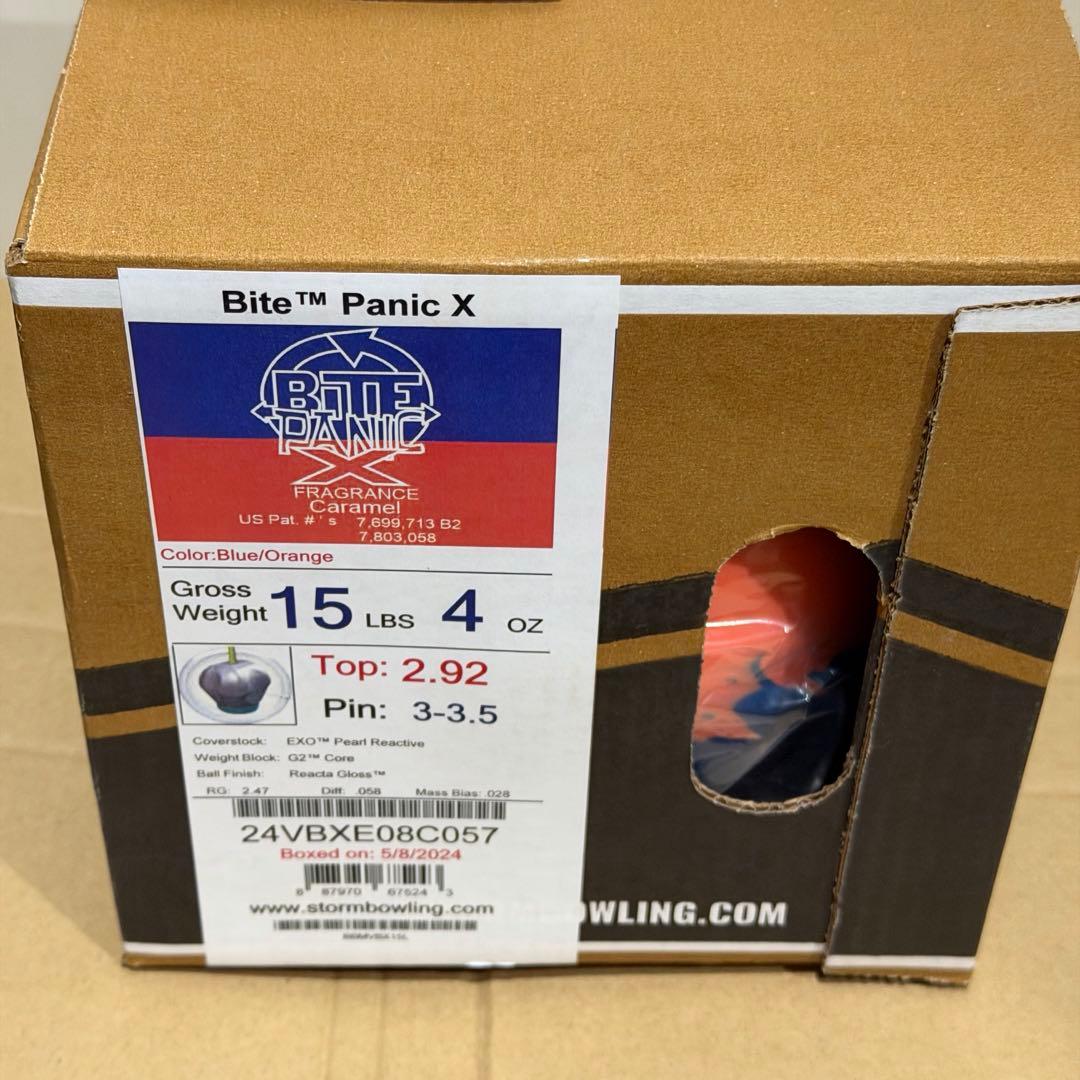 Bite™ Panic X
BITE
PANIC
X
FRAGRANCE
Caramel
US Pat. #'s 7,699,713 B2
7,803,058
Color:Blue/Orange
Gross Weight 15 LBS 4 OZ
Top: 2.92
Pin: 3-3.5
Coverstock: EXO™ Pearl Reactive
Weight Block: G2™ Core
Ball Finish: Reacta Gloss™
RG: 2.47 Diff: .058 Mass Bias: .028
24VBXE08C057
Boxed on: 5/8/2024
8 87970 67624 3
www.stormbowling.com
OWLING.COM